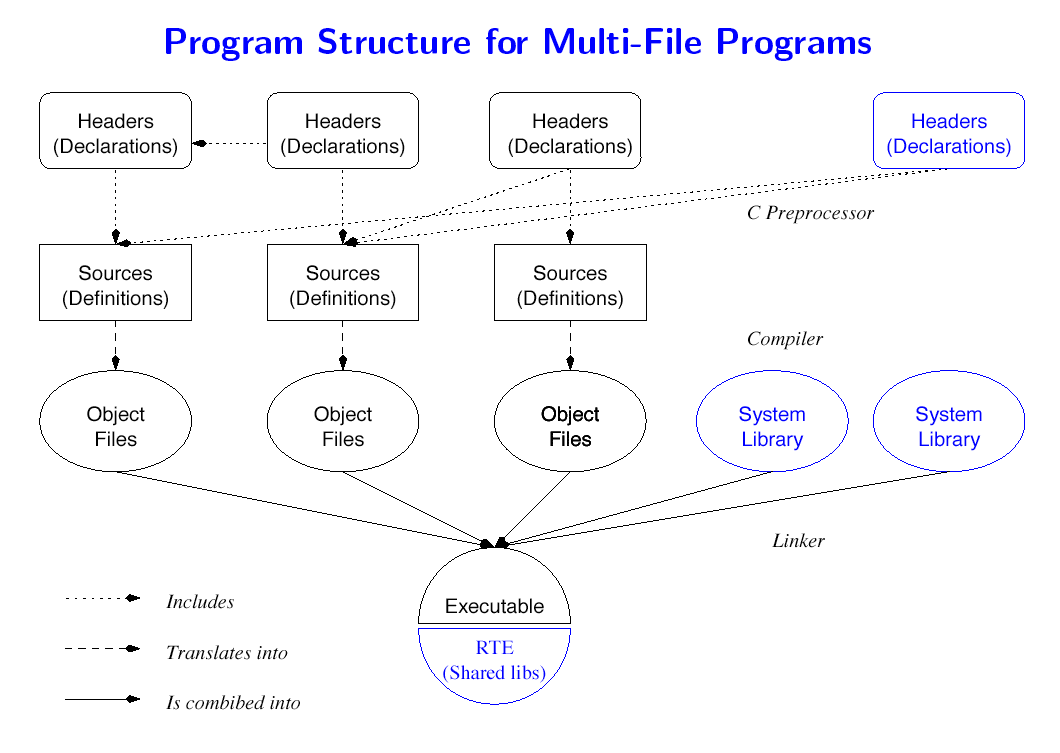 Program Structure for Multi-File Programs
Headers
(Declarations)
Headers
(Declarations)
Headers
(Declarations)
Headers
(Declarations)
C Preprocessor
Sources
(Definitions)
Sources
(Definitions)
Sources
(Definitions)
Compiler
Object
Files
Object
Files
Object
Files
System
Library
System
Library
Linker
Executable
RTE
(Shared libs)
Includes
Translates into
Is combibed into